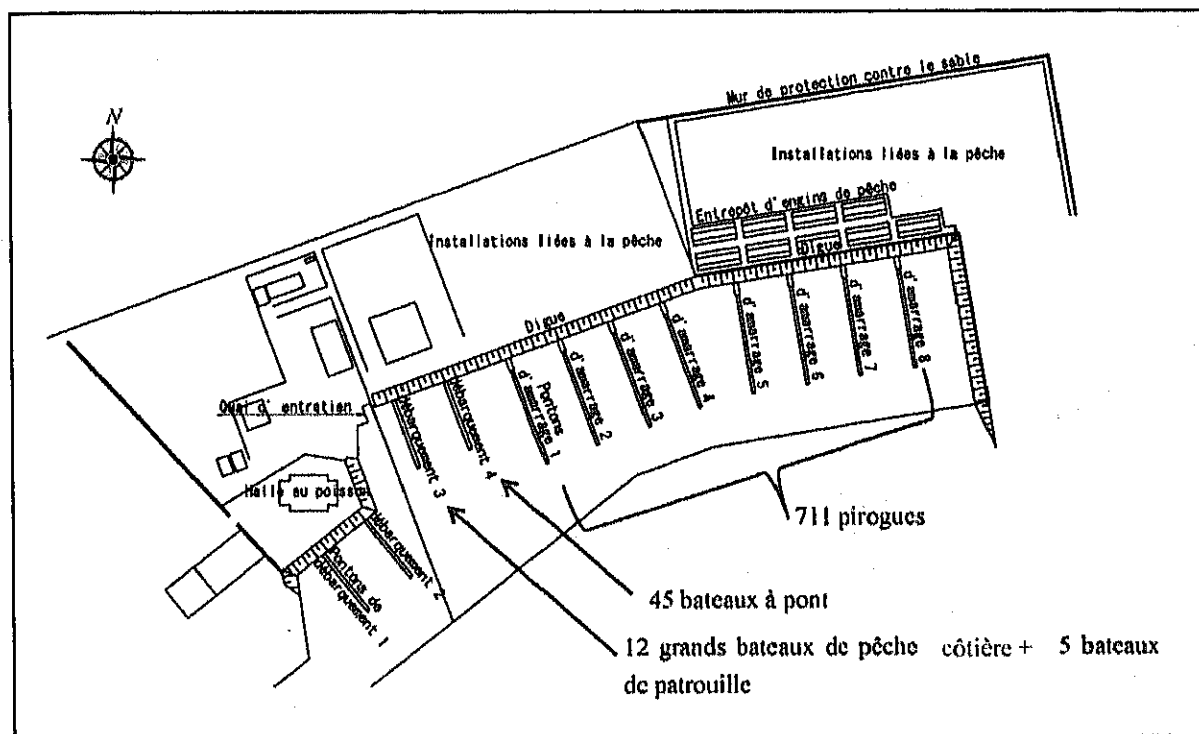 N
Mur de protection contre le sable
Installations liées à la pêche
Entrepôt d'enging de pêche
Installations liées à la pêche
Digue
Digue
Quai d'entretien
Halle au poisson
Pontons de
débarquement 1
débarquement 2
débarquement 3
débarquement 4
Pontons
d'amarrage 1
d'amarrage 2
d'amarrage 3
d'amarrage 4
d'amarrage 5
d'amarrage 6
d'amarrage 7
d'amarrage 8
711 pirogues
45 bateaux à pont
12 grands bateaux de pêche côtière + 5 bateaux
de patrouille